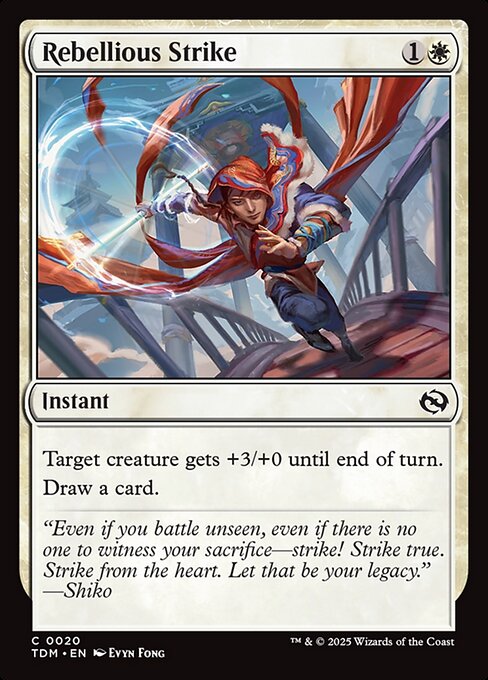 Rebellious Strike 1
Instant
Target creature gets +3/+0 until end of turn.
Draw a card.
“Even if you battle unseen, even if there is no
one to witness your sacrifice—strike! Strike true.
Strike from the heart. Let that be your legacy.”
—Shiko
C 0020 ™ & © 2025 Wizards of the Coast
TDM • EN Evyn Fong